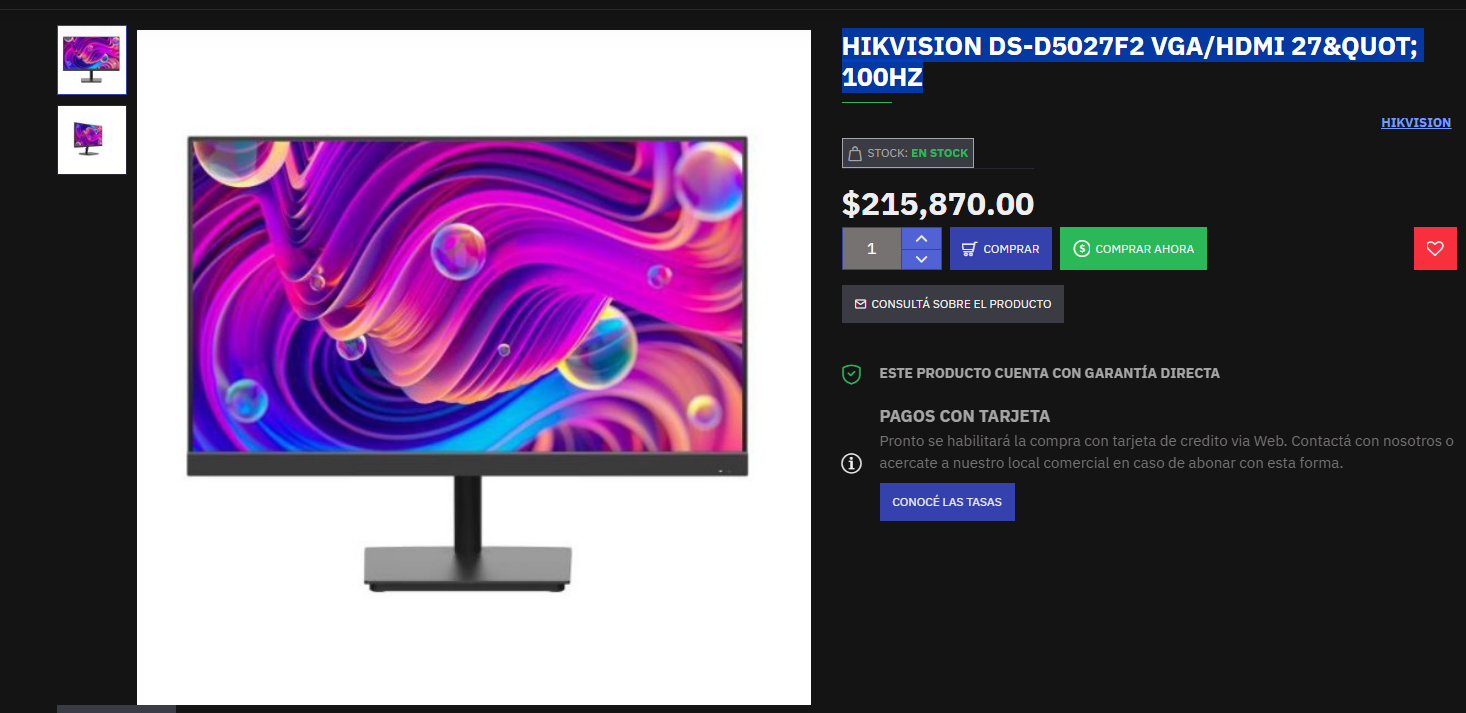 HIKVISION DS-D5027F2 VGA/HDMI 27&QUOT;
100HZ
HIKVISION
STOCK: EN STOCK
$215,870.00
1
COMPRAR
COMPRAR AHORA
CONSULTÁ SOBRE EL PRODUCTO
ESTE PRODUCTO CUENTA CON GARANTÍA DIRECTA
PAGOS CON TARJETA
Pronto se habilitará la compra con tarjeta de credito via Web. Contactá con nosotros o
acercate a nuestro local comercial en caso de abonar con esta forma.
CONOCÉ LAS TASAS